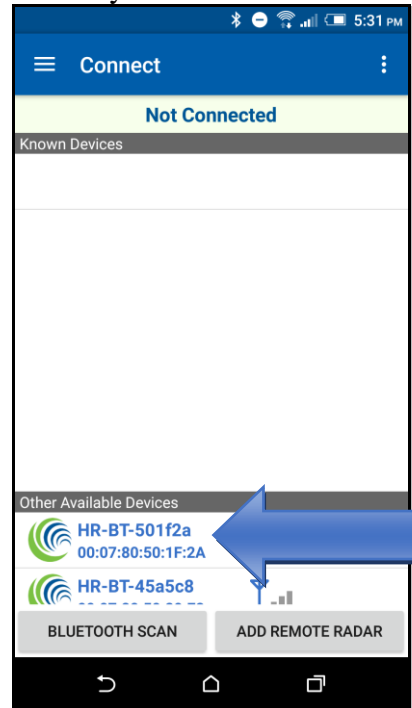 5:31 PM
Connect
Not Connected
Known Devices
Other Available Devices
HR-BT-501f2a
00:07:80:50:1F:2A
HR-BT-45a5c8
BLUETOOTH SCAN
ADD REMOTE RADAR